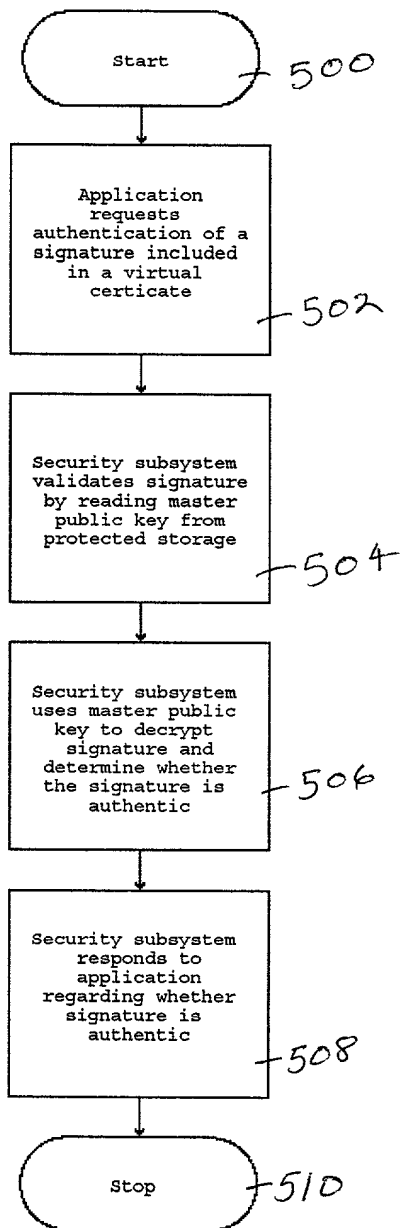 Start
500
Application
requests
authentication of a
signature included
in a virtual
certicate
502
Security subsystem
validates signature
by reading master
public key from
protected storage
504
Security subsystem
uses master public
key to decrypt
signature and
determine whether
the signature is
authentic
506
Security subsystem
responds to
application
regarding whether
signature is
authentic
508
Stop
510